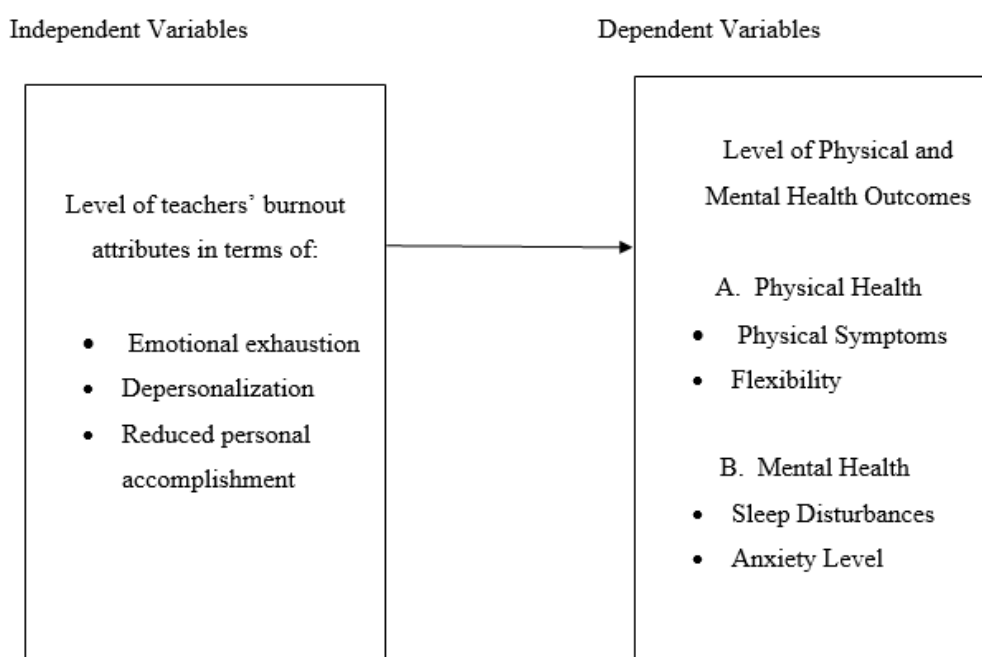 Independent Variables
Dependent Variables
Level of teachers’ burnout
attributes in terms of:
• Emotional exhaustion
• Depersonalization
• Reduced personal
accomplishment
Level of Physical and
Mental Health Outcomes
A. Physical Health
• Physical Symptoms
• Flexibility
B. Mental Health
• Sleep Disturbances
• Anxiety Level